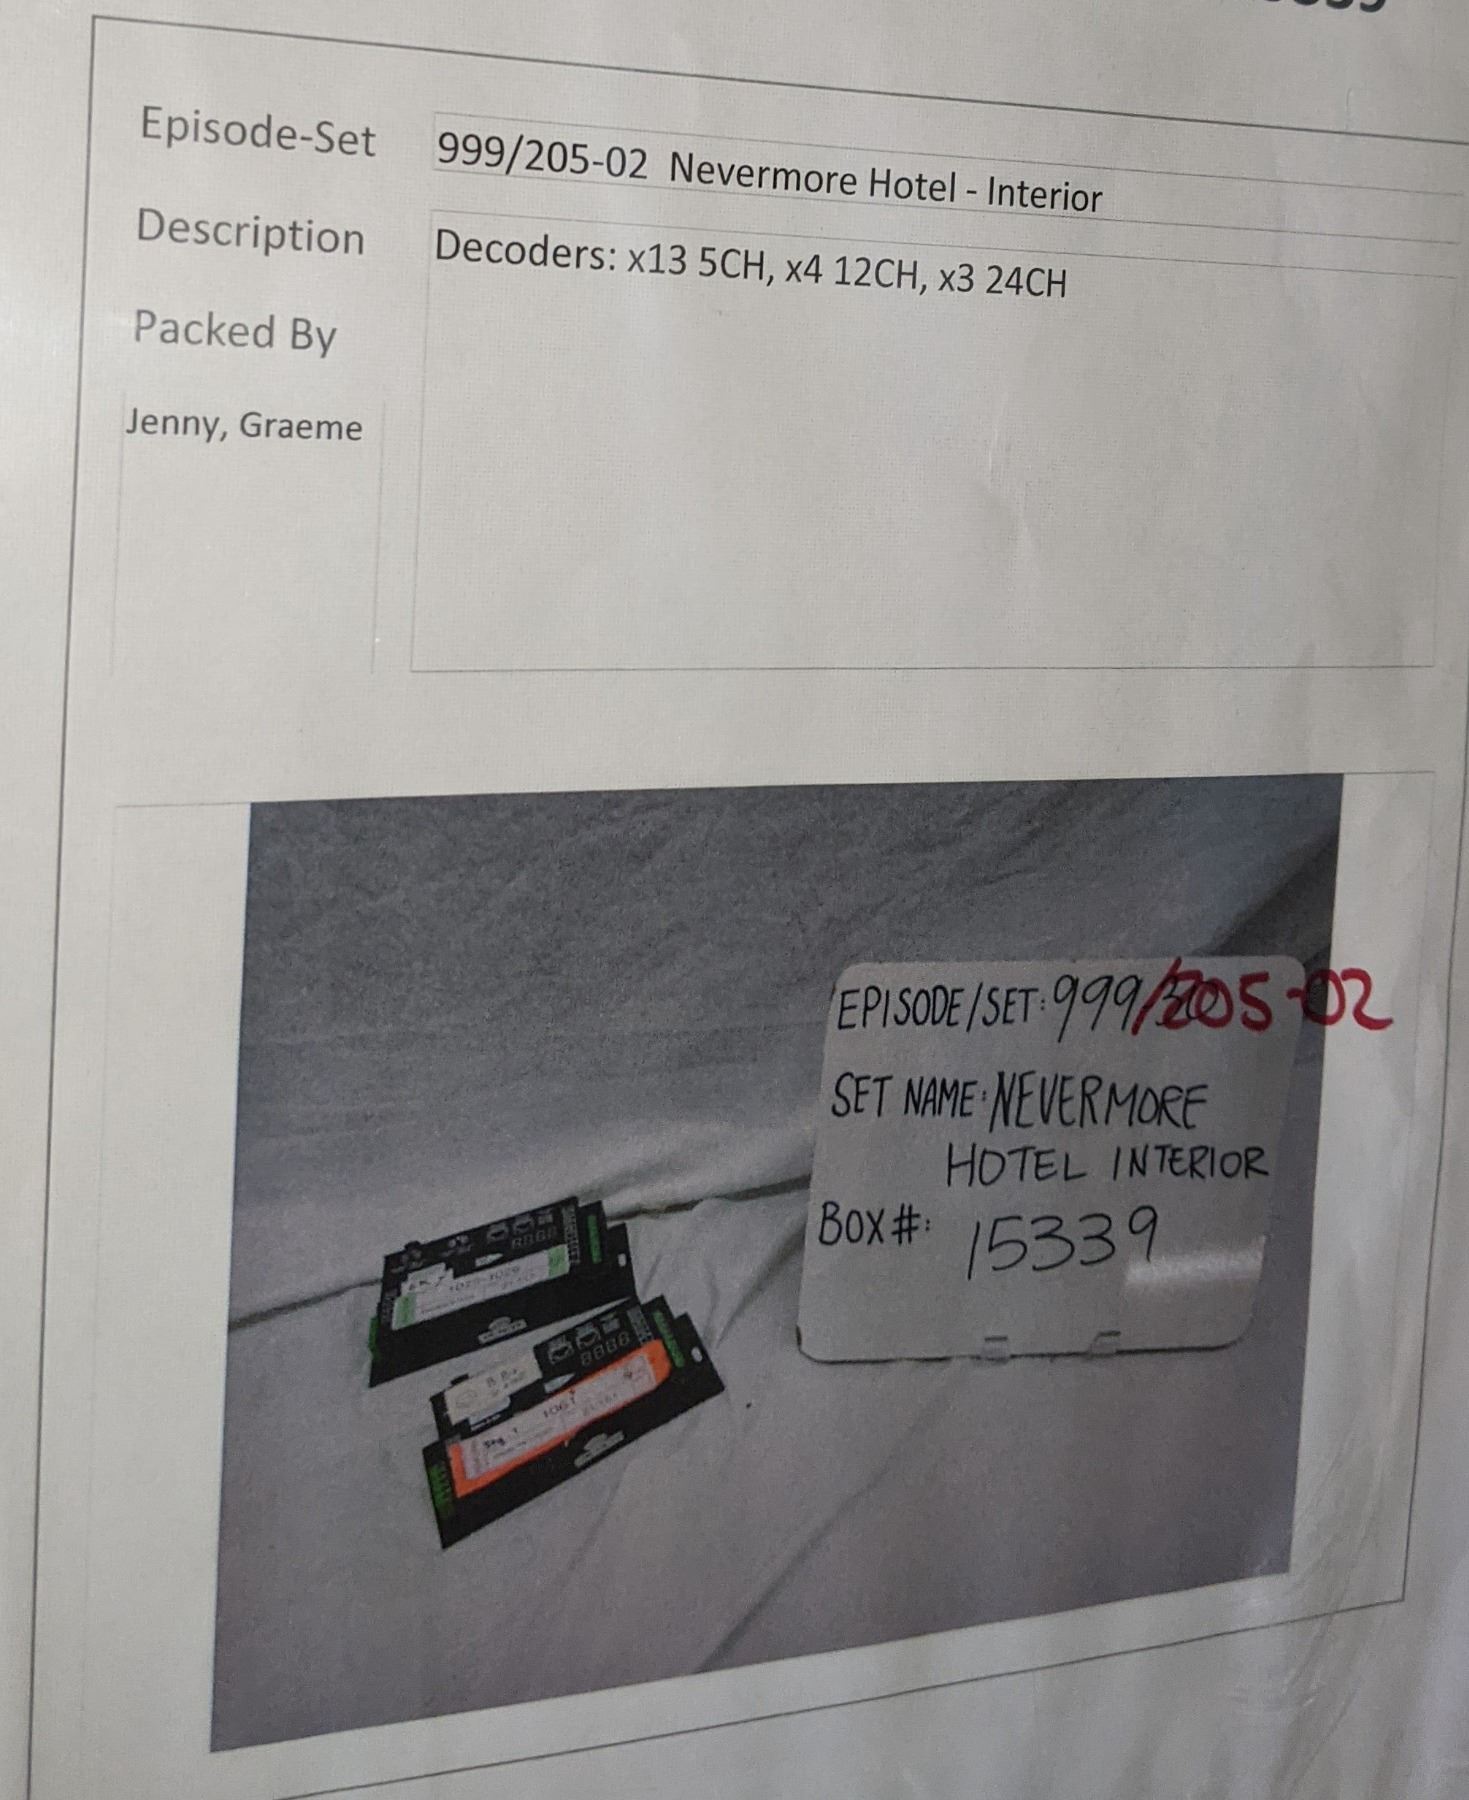 Episode-Set 999/205-02 Nevermore Hotel - Interior
Description Decoders: x13 5CH, x4 12CH, x3 24CH
Packed By
Jenny, Graeme
EPISODE/SET: 999/205-02
SET NAME: NEVERMORE
HOTEL INTERIOR
BOX#: 15339